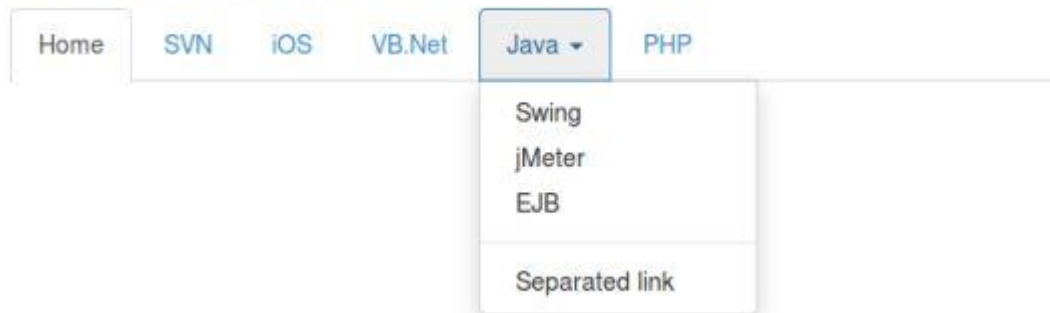 Home SVN iOS VB.Net Java PHP
Swing
jMeter
EJB
Separated link